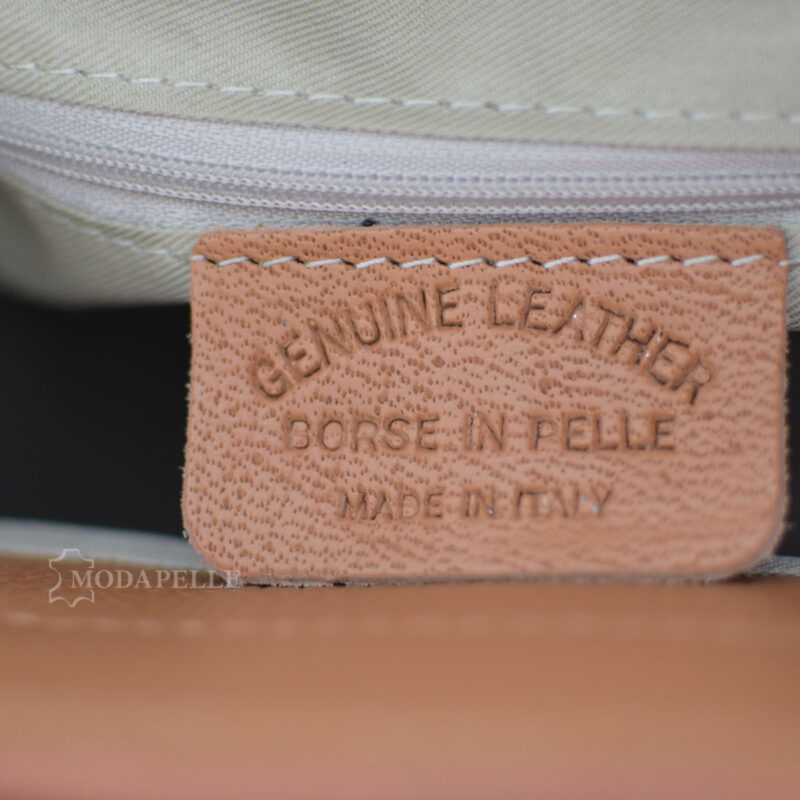 GENUINE LEATHER
BORSE IN PELLE
MADE IN ITALY
MODAPELLE